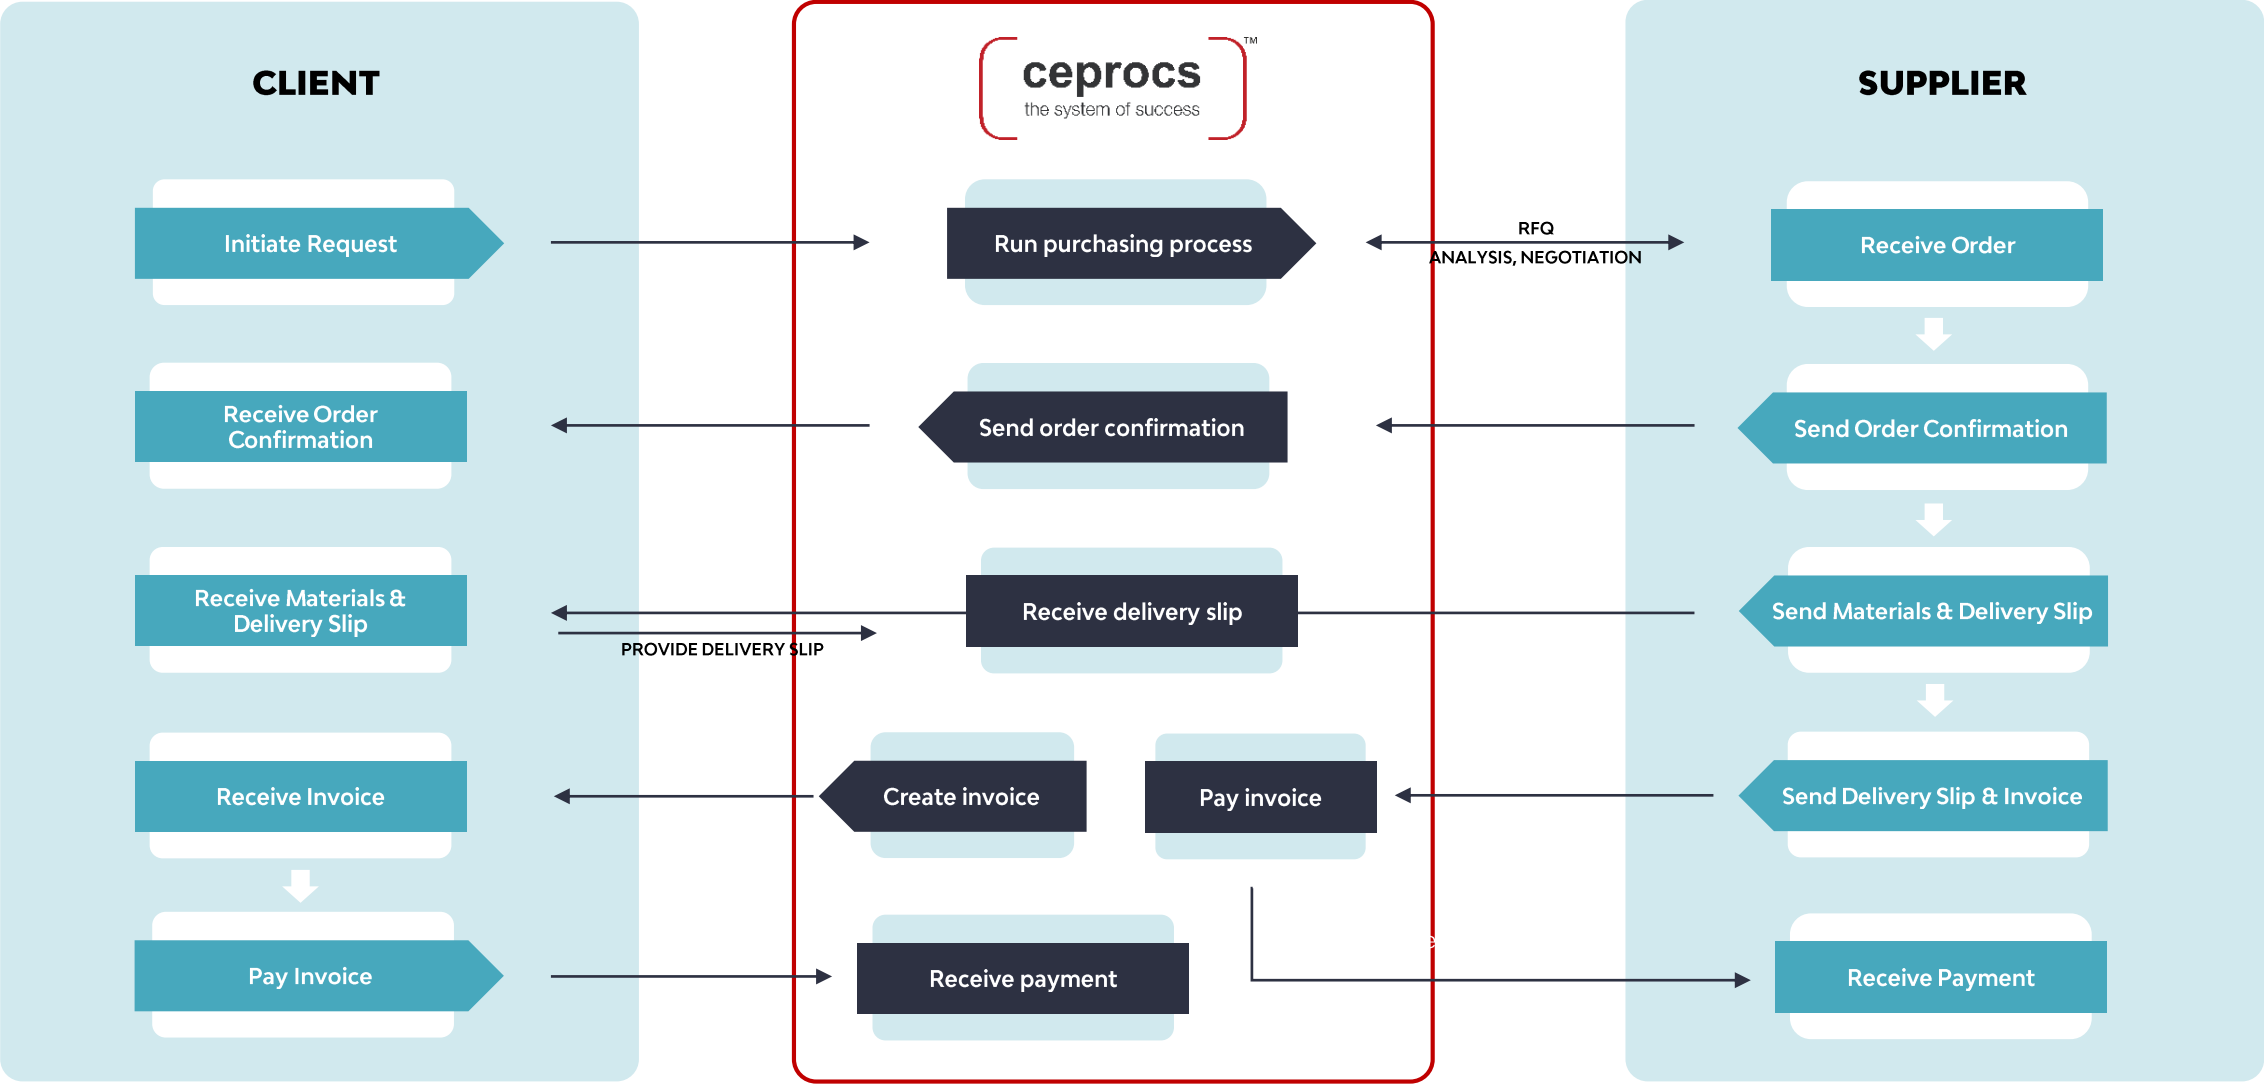 CLIENT
ceprocs
™
the system of success
SUPPLIER
Initiate Request
Run purchasing process
RFQ
ANALYSIS, NEGOTIATION
Receive Order
Receive Order
Confirmation
Send order confirmation
Send Order Confirmation
Receive Materials &
Delivery Slip
PROVIDE DELIVERY SLIP
Receive delivery slip
Send Materials & Delivery Slip
Receive Invoice
Create invoice
Pay invoice
Send Delivery Slip & Invoice
Pay Invoice
Receive payment
Receive Payment